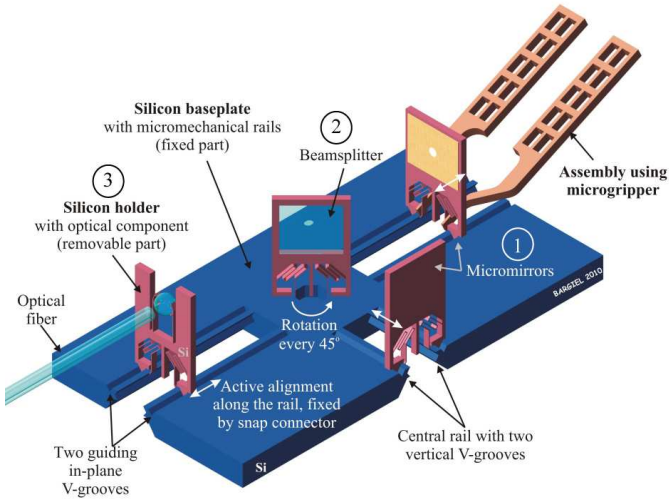 Silicon baseplate
with micromechanical rails
(fixed part)
2
Beamsplitter
Assembly using
microgripper
3
Silicon holder
with optical component
(removable part)
1
Micromirrors
BARGIEL 2010
Optical
fiber
Rotation
every 45°
Si
Active alignment
along the rail, fixed
by snap connector
Two guiding
in-plane
V-grooves
Si
Central rail with two
vertical V-grooves